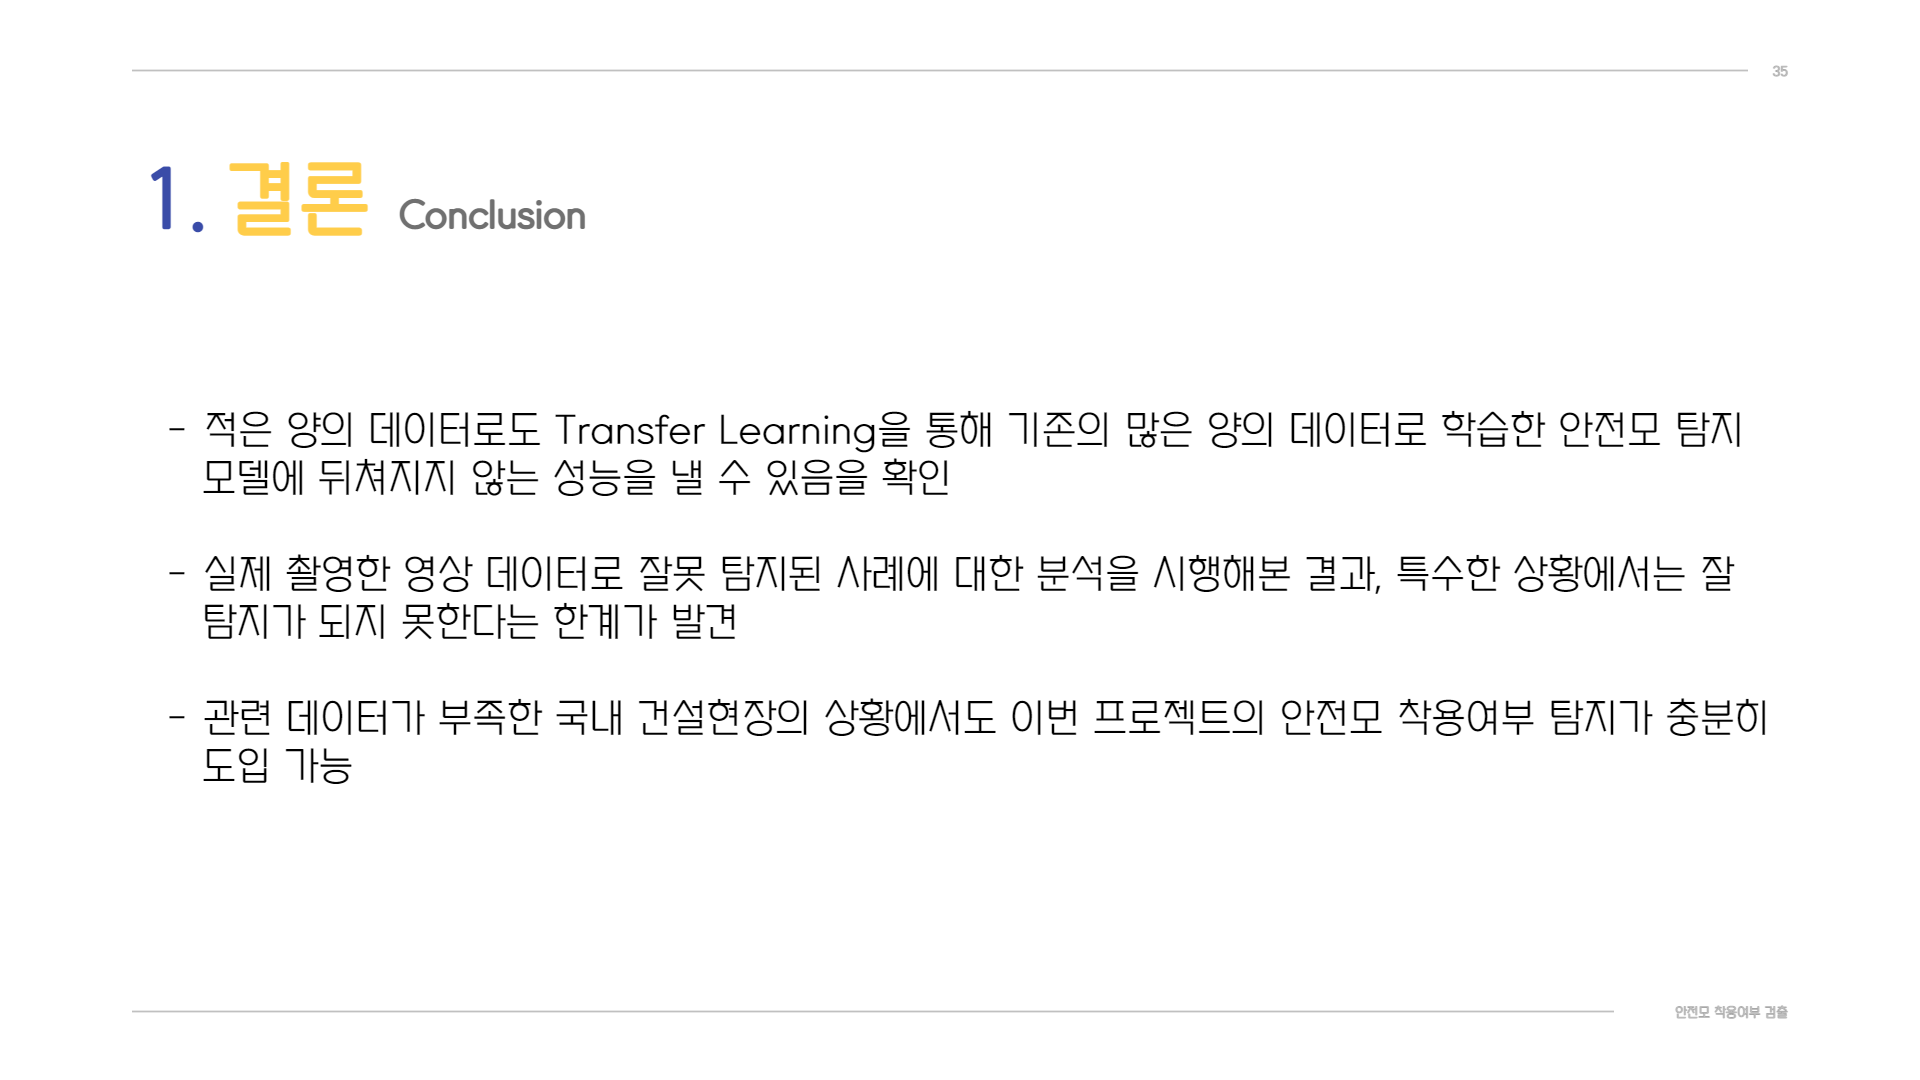 35
1. 결론 Conclusion
- 적은 양의 데이터로도 Transfer Learning을 통해 기존의 많은 양의 데이터로 학습한 안전모 탐지
모델에 뒤쳐지지 않는 성능을 낼 수 있음을 확인
- 실제 촬영한 영상 데이터로 잘못 탐지된 사례에 대한 분석을 시행해본 결과, 특수한 상황에서는 잘
탐지가 되지 못한다는 한계가 발견
- 관련 데이터가 부족한 국내 건설현장의 상황에서도 이번 프로젝트의 안전모 착용여부 탐지가 충분히
도입 가능
안전모 착용여부 검출